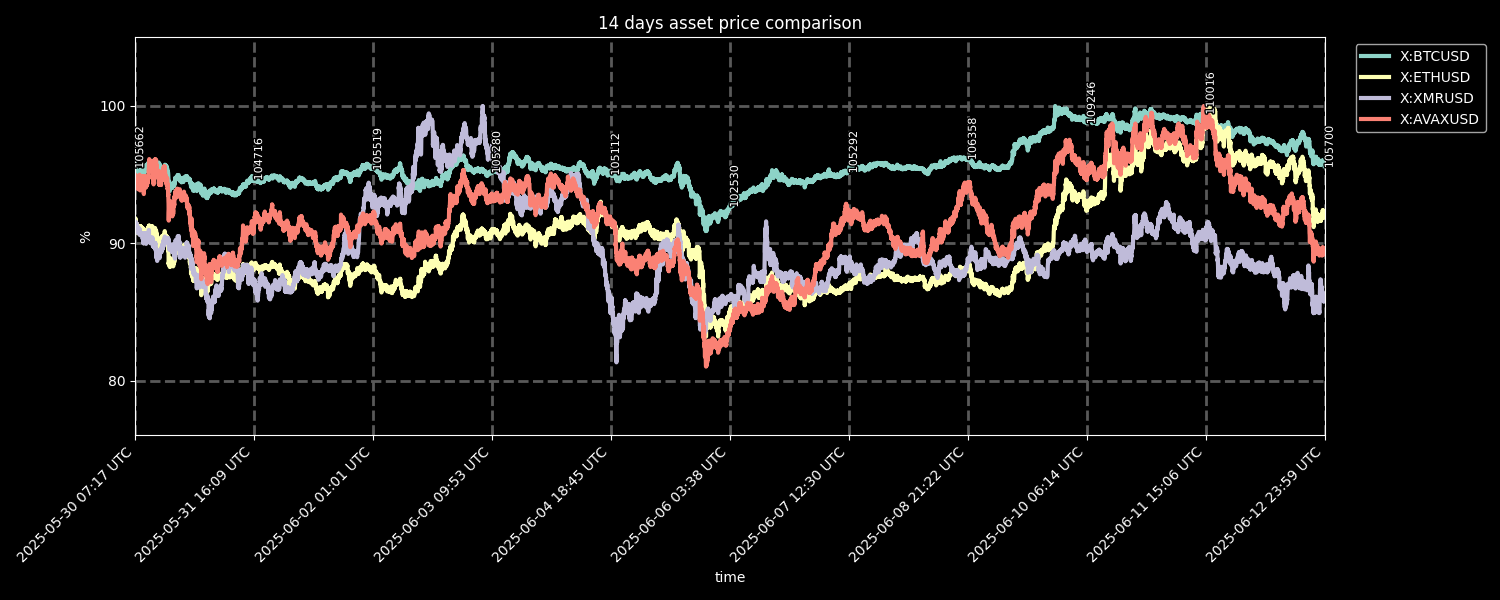 14 days asset price comparison
X:BTCUSD
X:ETHUSD
X:XMRUSD
X:AVAXUSD
100
90
80
%
105662
104716
105519
105280
105112
102530
105292
106358
109246
110016
105700
2025-05-30 07:17 UTC
2025-05-31 16:09 UTC
2025-06-02 01:01 UTC
2025-06-03 09:53 UTC
2025-06-04 18:45 UTC
2025-06-06 03:38 UTC
2025-06-07 12:30 UTC
2025-06-08 21:22 UTC
2025-06-10 06:14 UTC
2025-06-11 15:06 UTC
2025-06-12 23:59 UTC
time